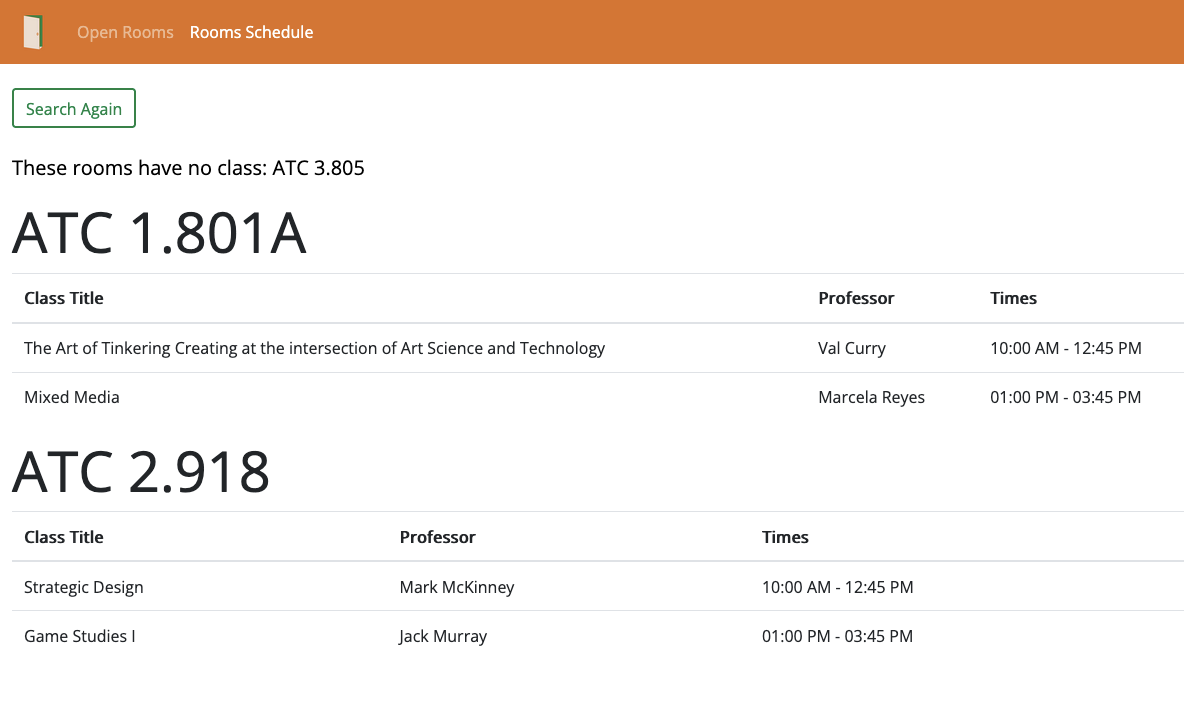 Open Rooms Rooms Schedule
Search Again
These rooms have no class: ATC 3.805
ATC 1.801A
Class Title Professor Times
The Art of Tinkering Creating at the intersection of Art Science and Technology Val Curry 10:00 AM - 12:45 PM
Mixed Media Marcela Reyes 01:00 PM - 03:45 PM
ATC 2.918
Class Title Professor Times
Strategic Design Mark McKinney 10:00 AM - 12:45 PM
Game Studies I Jack Murray 01:00 PM - 03:45 PM